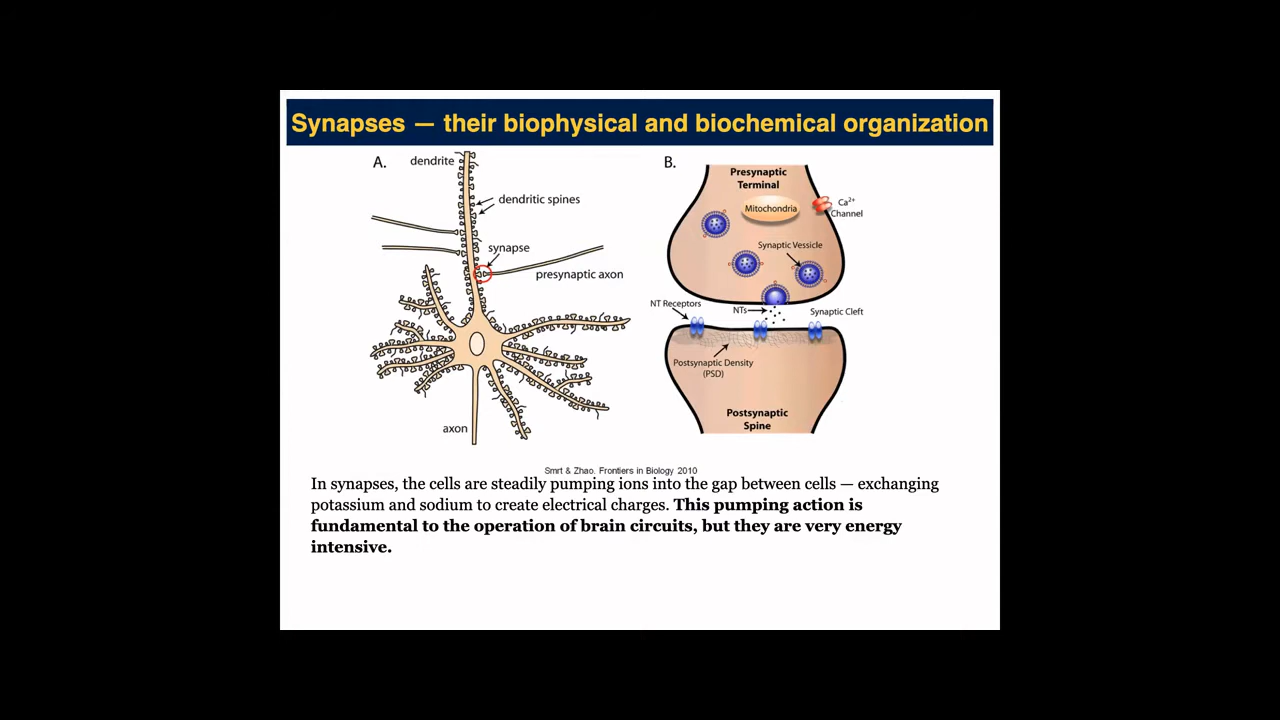 Synapses — their biophysical and biochemical organization
A.
dendrite
dendritic spines
synapse
presynaptic axon
axon
B.
Presynaptic
Terminal
Mitochondria
Ca2+
Channel
Synaptic Vessicle
NT Receptors
NTs
Synaptic Cleft
Postsynaptic Density
(PSD)
Postsynaptic
Spine
Smrt & Zhao. Frontiers in Biology 2010
In synapses, the cells are steadily pumping ions into the gap between cells — exchanging
potassium and sodium to create electrical charges. This pumping action is
fundamental to the operation of brain circuits, but they are very energy
intensive.